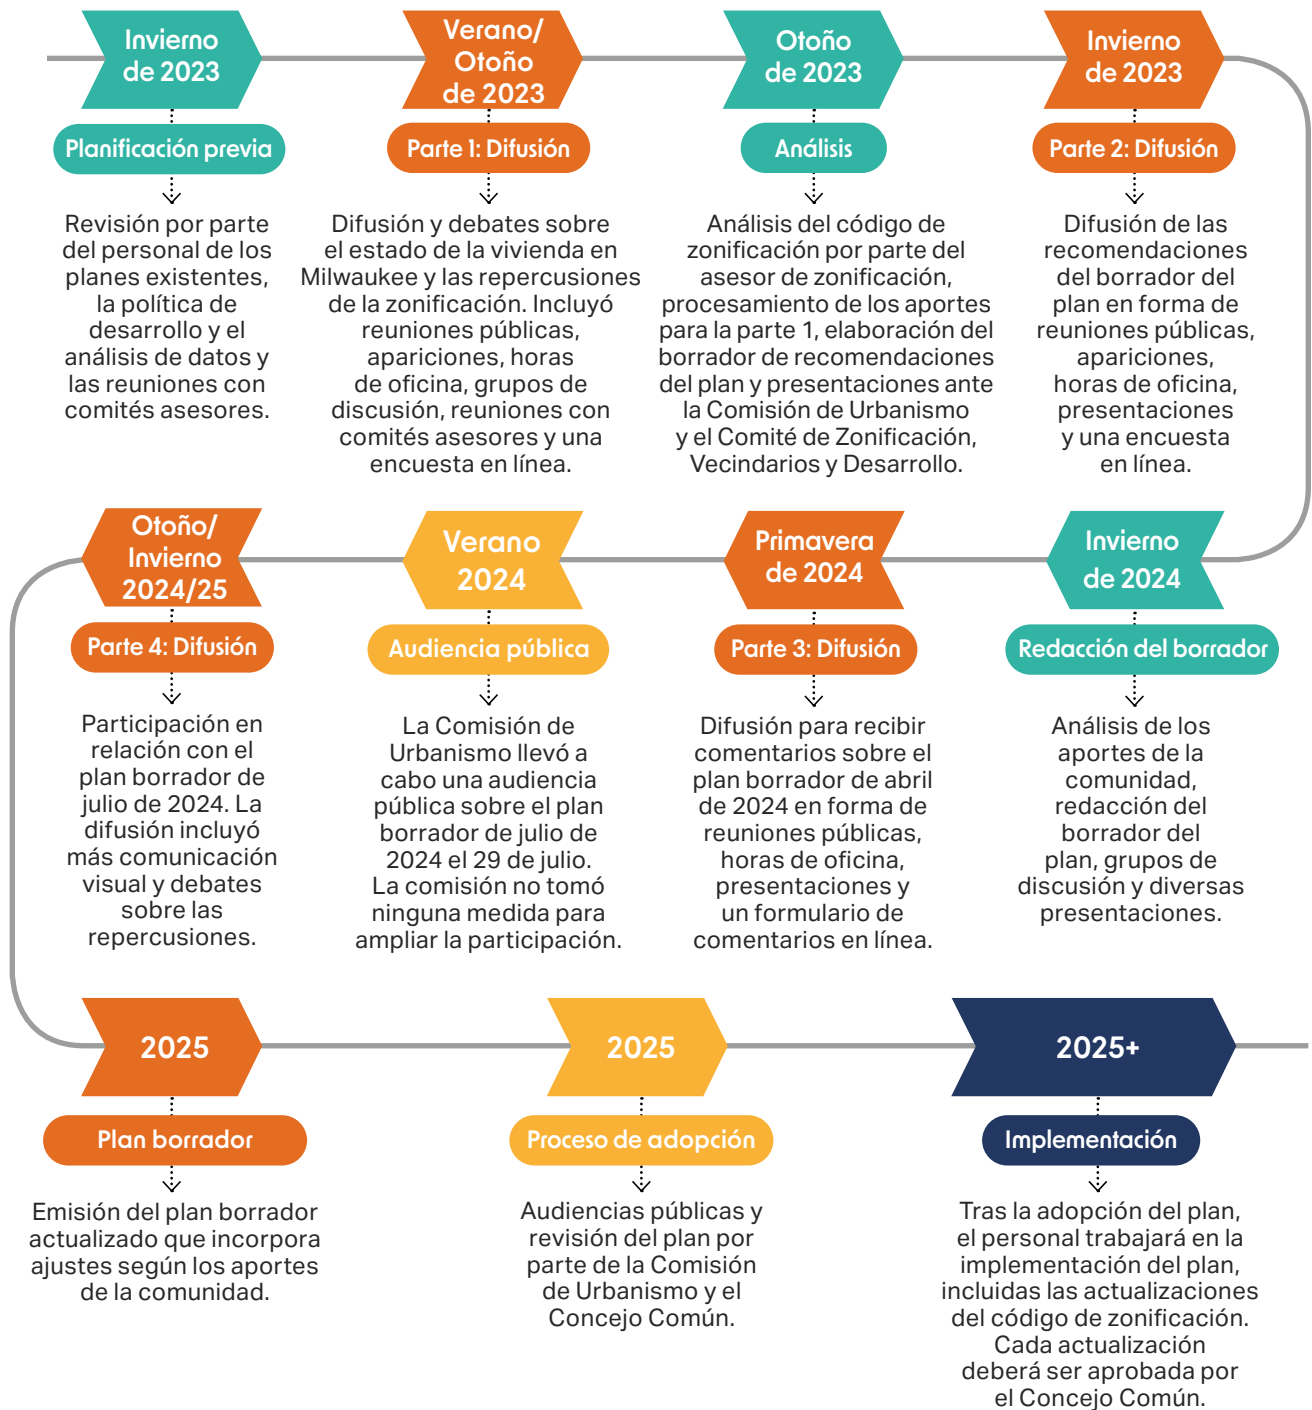 Invierno
de 2023
Planificación previa
Revisión por parte
del personal de los
planes existentes,
la política de
desarrollo y el
análisis de datos y
las reuniones con
comités asesores.
Verano/
Otoño
de 2023
Parte 1: Difusión
Difusión y debates sobre
el estado de la vivienda en
Milwaukee y las repercusiones
de la zonificación. Incluyó
reuniones públicas,
apariciones, horas
de oficina, grupos de
discusión, reuniones con
comités asesores y una
encuesta en línea.
Otoño
de 2023
Análisis
Análisis del código de
zonificación por parte del
asesor de zonificación,
procesamiento de los aportes
para la parte 1, elaboración del
borrador de recomendaciones
del plan y presentaciones ante
la Comisión de Urbanismo
y el Comité de Zonificación,
Vecindarios y Desarrollo.
Invierno
de 2023
Parte 2: Difusión
Difusión de las
recomendaciones
del borrador del
plan en forma de
reuniones públicas,
apariciones,
horas de oficina,
presentaciones
y una encuesta
en línea.
Invierno
de 2024
Redacción del borrador
Análisis de los
aportes de la
comunidad,
redacción del
borrador del
plan, grupos de
discusión y diversas
presentaciones.
Primavera
de 2024
Parte 3: Difusión
Difusión para recibir
comentarios sobre el
plan borrador de abril
de 2024 en forma de
reuniones públicas,
horas de oficina,
presentaciones y
un formulario de
comentarios en línea.
Verano
2024
Audiencia pública
La Comisión de
Urbanismo llevó a
cabo una audiencia
pública sobre el plan
borrador de julio de
2024 el 29 de julio.
La comisión no tomó
ninguna medida para
ampliar la participación.
Otoño/
Invierno
2024/25
Parte 4: Difusión
Participación en
relación con el
plan borrador de
julio de 2024. La
difusión incluyó
más comunicación
visual y debates
sobre las
repercusiones.
2025
Plan borrador
Emisión del plan borrador
actualizado que incorpora
ajustes según los aportes
de la comunidad.
2025
Proceso de adopción
Audiencias públicas y
revisión del plan por
parte de la Comisión
de Urbanismo y el
Concejo Común.
2025+
Implementación
Tras la adopción del plan,
el personal trabajará en la
implementación del plan,
incluidas las actualizaciones
del código de zonificación.
Cada actualización
deberá ser aprobada por
el Concejo Común.